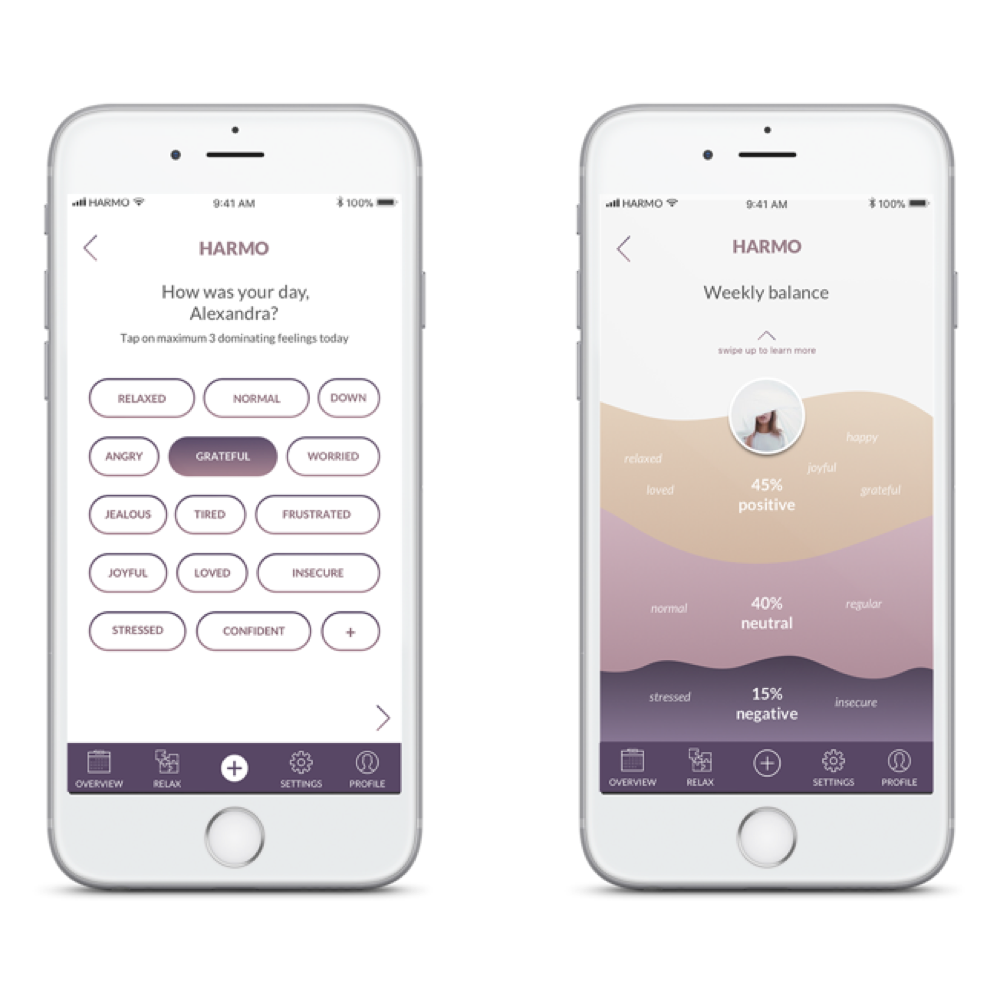 HARMO 9:41 AM 100%
HARMO
How was your day,
Alexandra?
Tap on maximum 3 dominating feelings today
RELAXED NORMAL DOWN
ANGRY GRATEFUL WORRIED
JEALOUS TIRED FRUSTRATED
JOYFUL LOVED INSECURE
STRESSED CONFIDENT +
OVERVIEW RELAX + SETTINGS PROFILE
HARMO 9:41 AM 100%
HARMO
Weekly balance
swipe up to learn more
happy
relaxed
joyful
loved 45% grateful
positive
normal 40% regular
neutral
stressed 15% insecure
negative
OVERVIEW RELAX + SETTINGS PROFILE